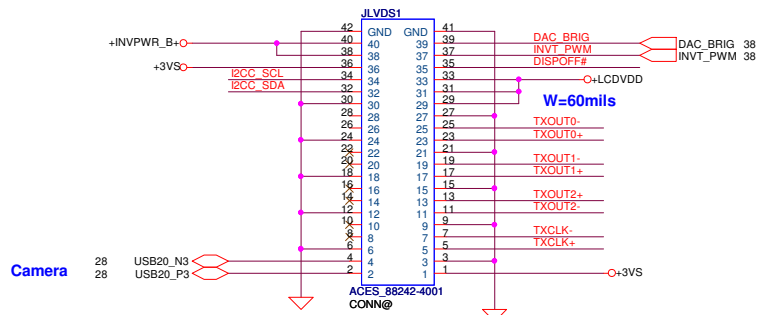 JLVDS1
42 GND GND 41
+INVPWR_B+ 40 40 39 39 DAC_BRIG DAC_BRIG 38
38 38 37 37 INVT_PWM INVT_PWM 38
+3VS 36 36 35 35 DISPOFF#
I2CC_SCL 34 34 33 33 +LCDVDD
I2CC_SDA 32 32 31 31
30 30 29 29 W=60mils
28 28 27 27
26 26 25 25 TXOUT0-
24 24 23 23 TXOUT0+
22 22 21 21
20 20 19 19 TXOUT1-
18 18 17 17 TXOUT1+
16 16 15 15
14 14 13 13 TXOUT2+
12 12 11 11 TXOUT2-
10 10 9 9
8 8 7 7 TXCLK-
6 6 5 5 TXCLK+
Camera
28 USB20_N3 4 4 3 3
28 USB20_P3 2 2 1 1 +3VS
ACES_88242-4001
CONN@